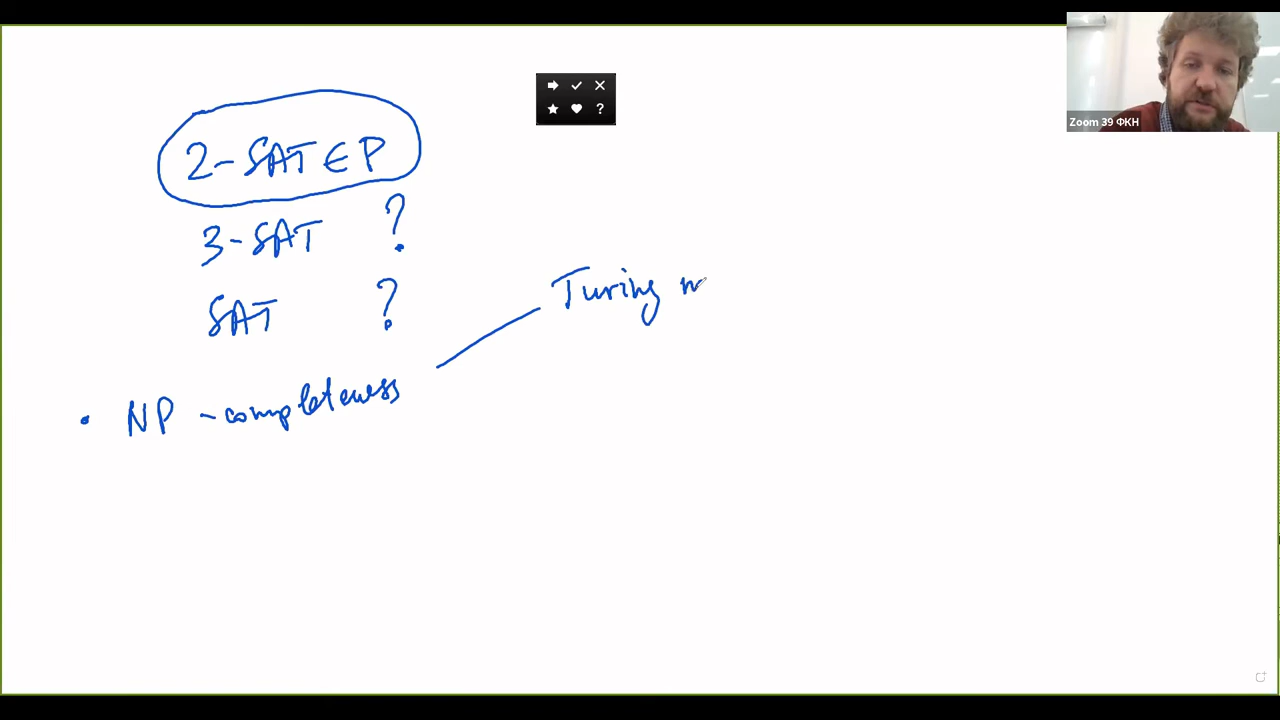 2-SAT ∈ P
3-SAT ?
SAT ?
Turing m
• NP - completeness
Zoom 39 ФКН